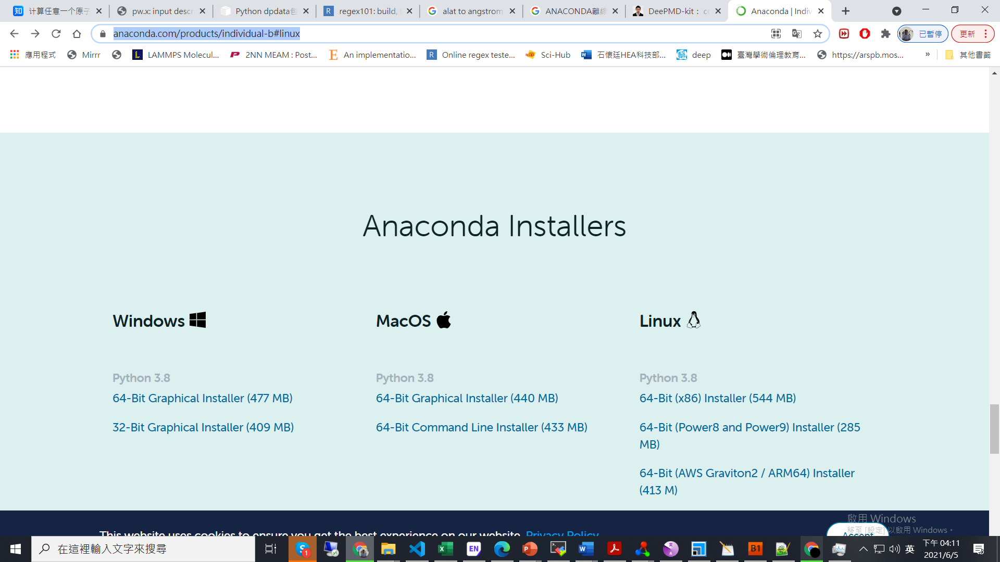 计算任意一个原子
pw.x: input descr
Python dpdata包
regex101: build, t
alat to angstrom
ANACONDA離線
DeePMD-kit： co
Anaconda | Indiv
anaconda.com/products/individual-b#linux
已暫停
更新
應用程式
Mirrr
LAMMPS Molecul...
2NN MEAM : Post...
An implementatio...
Online regex teste...
Sci-Hub
石懷廷HEA科技部...
deep
臺灣學術倫理教育...
https://arspb.mos...
»
其他書籤
Anaconda Installers
Windows
MacOS
Linux
Python 3.8
64-Bit Graphical Installer (477 MB)
32-Bit Graphical Installer (409 MB)
Python 3.8
64-Bit Graphical Installer (440 MB)
64-Bit Command Line Installer (433 MB)
Python 3.8
64-Bit (x86) Installer (544 MB)
64-Bit (Power8 and Power9) Installer (285
MB)
64-Bit (AWS Graviton2 / ARM64) Installer
(413 M)
This website uses cookies to ensure you get the best experience on our website. Privacy Policy
Accept
啟用 Windows
移至 [設定] 以啟用 Windows。
在這裡輸入文字來搜尋
英
下午 04:11
2021/6/5